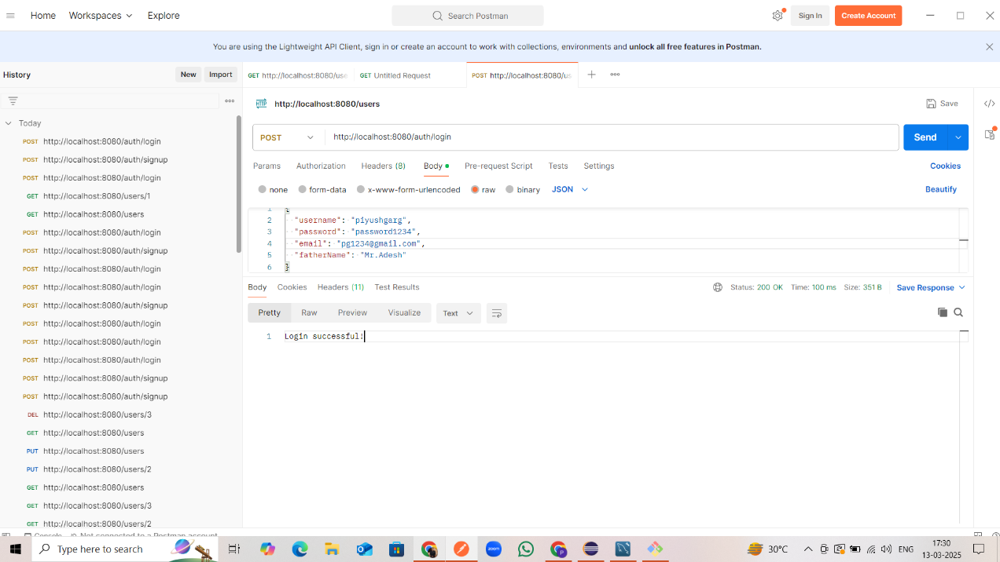 Home Workspaces Explore Search Postman Sign In Create Account
You are using the Lightweight API Client, sign in or create an account to work with collections, environments and unlock all free features in Postman.
History New Import
GET http://localhost:8080/use GET Untitled Request POST http://localhost:8080/us
http://localhost:8080/users Save
Today
POST http://localhost:8080/auth/login
POST http://localhost:8080/auth/signup
POST http://localhost:8080/auth/login
GET http://localhost:8080/users/1
GET http://localhost:8080/users
POST http://localhost:8080/auth/login
POST http://localhost:8080/auth/signup
POST http://localhost:8080/auth/login
POST http://localhost:8080/auth/login
POST http://localhost:8080/auth/signup
POST http://localhost:8080/auth/login
POST http://localhost:8080/auth/login
POST http://localhost:8080/auth/login
POST http://localhost:8080/auth/signup
POST http://localhost:8080/auth/signup
DEL http://localhost:8080/users/3
GET http://localhost:8080/users
PUT http://localhost:8080/users
PUT http://localhost:8080/users/2
GET http://localhost:8080/users
GET http://localhost:8080/users/3
GET http://localhost:8080/users/2
POST http://localhost:8080/auth/login Send
Params Authorization Headers (8) Body Pre-request Script Tests Settings Cookies
none form-data x-www-form-urlencoded raw binary JSON Beautify
1 {
2 "username": "piyushgarg",
3 "password": "password1234",
4 "email": "pg1234@gmail.com",
5 "fatherName": "Mr.Adesh"
6 }
Body Cookies Headers (11) Test Results Status: 200 OK Time: 100 ms Size: 351 B Save Response
Pretty Raw Preview Visualize Text
1 Login successful!
Console Not connected to a Postman account
Type here to search zoom 30°C ENG 17:30
13-03-2025